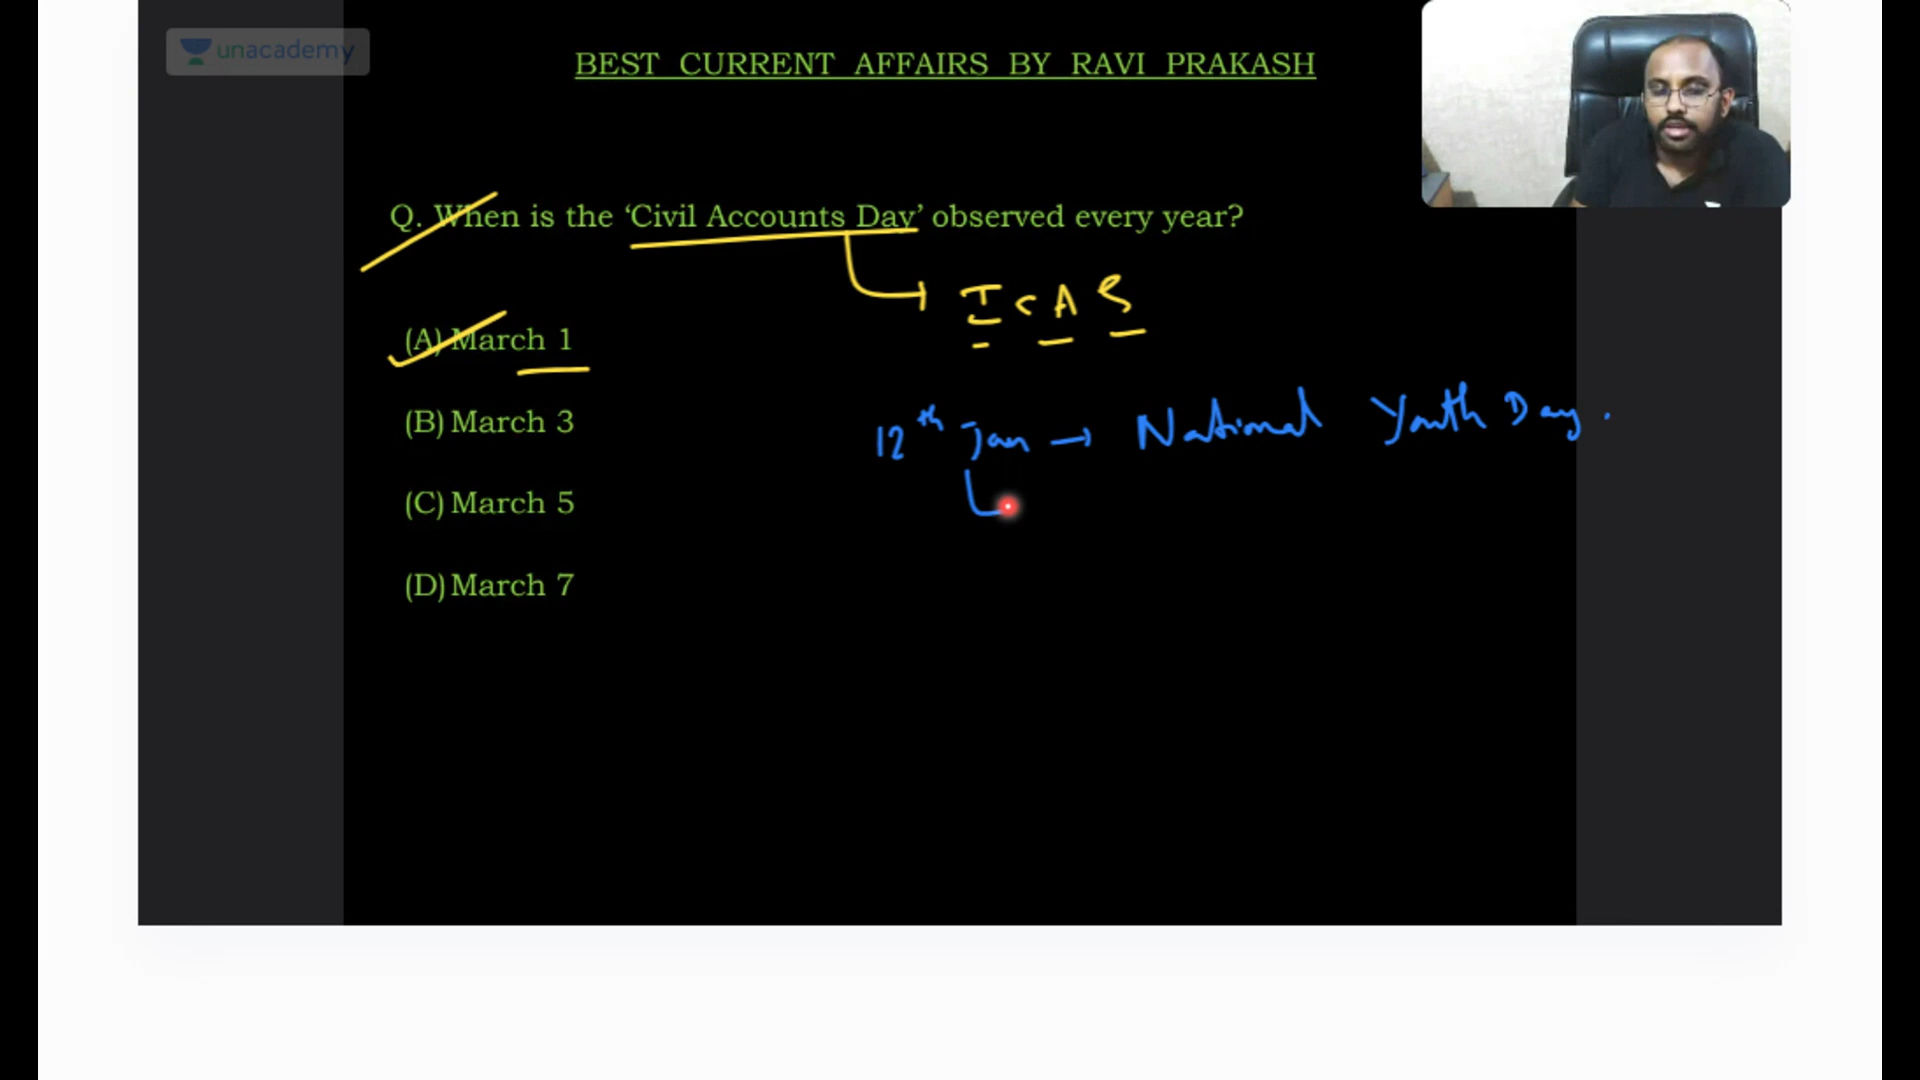 unacademy
BEST CURRENT AFFAIRS BY RAVI PRAKASH
Q. When is the ‘Civil Accounts Day’ observed every year?
ICAS
(A) March 1
12th Jan → National Youth Day.
(B) March 3
(C) March 5
(D) March 7